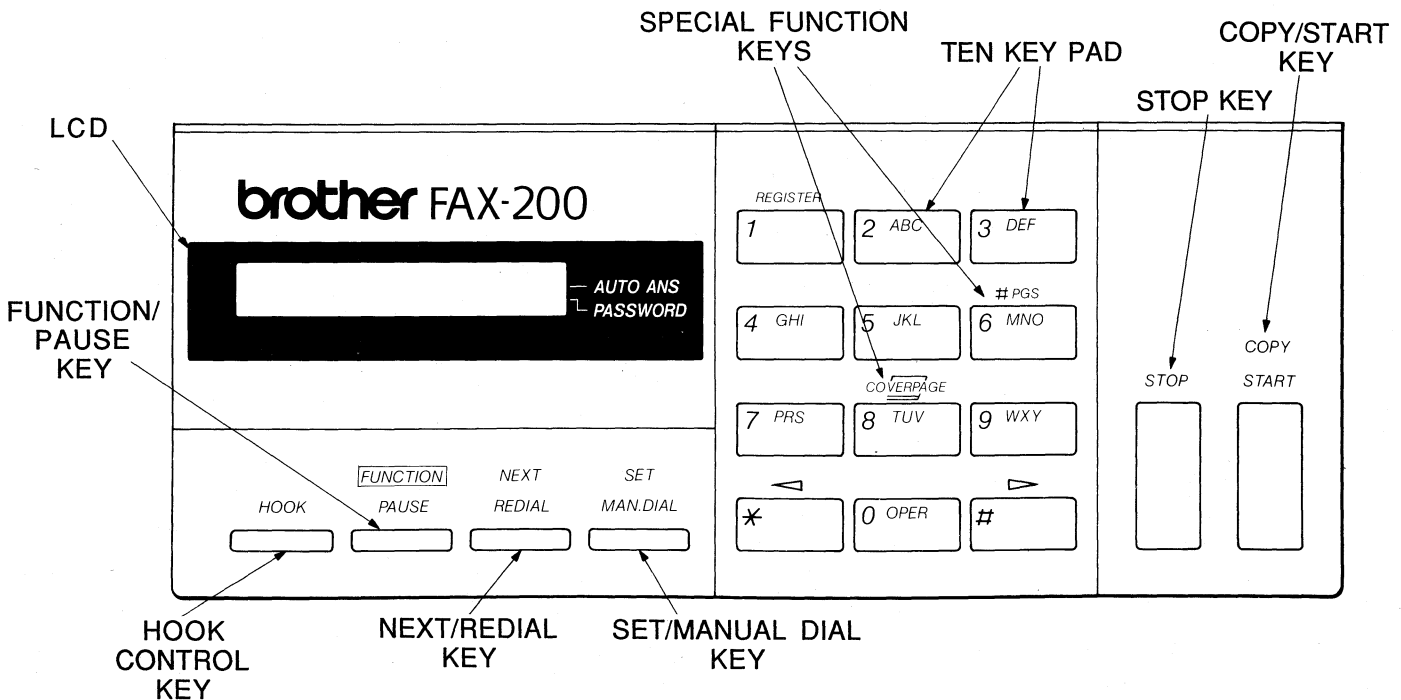 SPECIAL FUNCTION
KEYS
TEN KEY PAD
COPY/START
KEY
STOP KEY
LCD
brother FAX-200
AUTO ANS
PASSWORD
FUNCTION/
PAUSE
KEY
REGISTER
1
2 ABC
3 DEF
# PGS
4 GHI
5 JKL
6 MNO
COVERPAGE
7 PRS
8 TUV
9 WXY
*
0 OPER
#
STOP
COPY
START
HOOK
FUNCTION
PAUSE
NEXT
REDIAL
SET
MAN.DIAL
HOOK
CONTROL
KEY
NEXT/REDIAL
KEY
SET/MANUAL DIAL
KEY